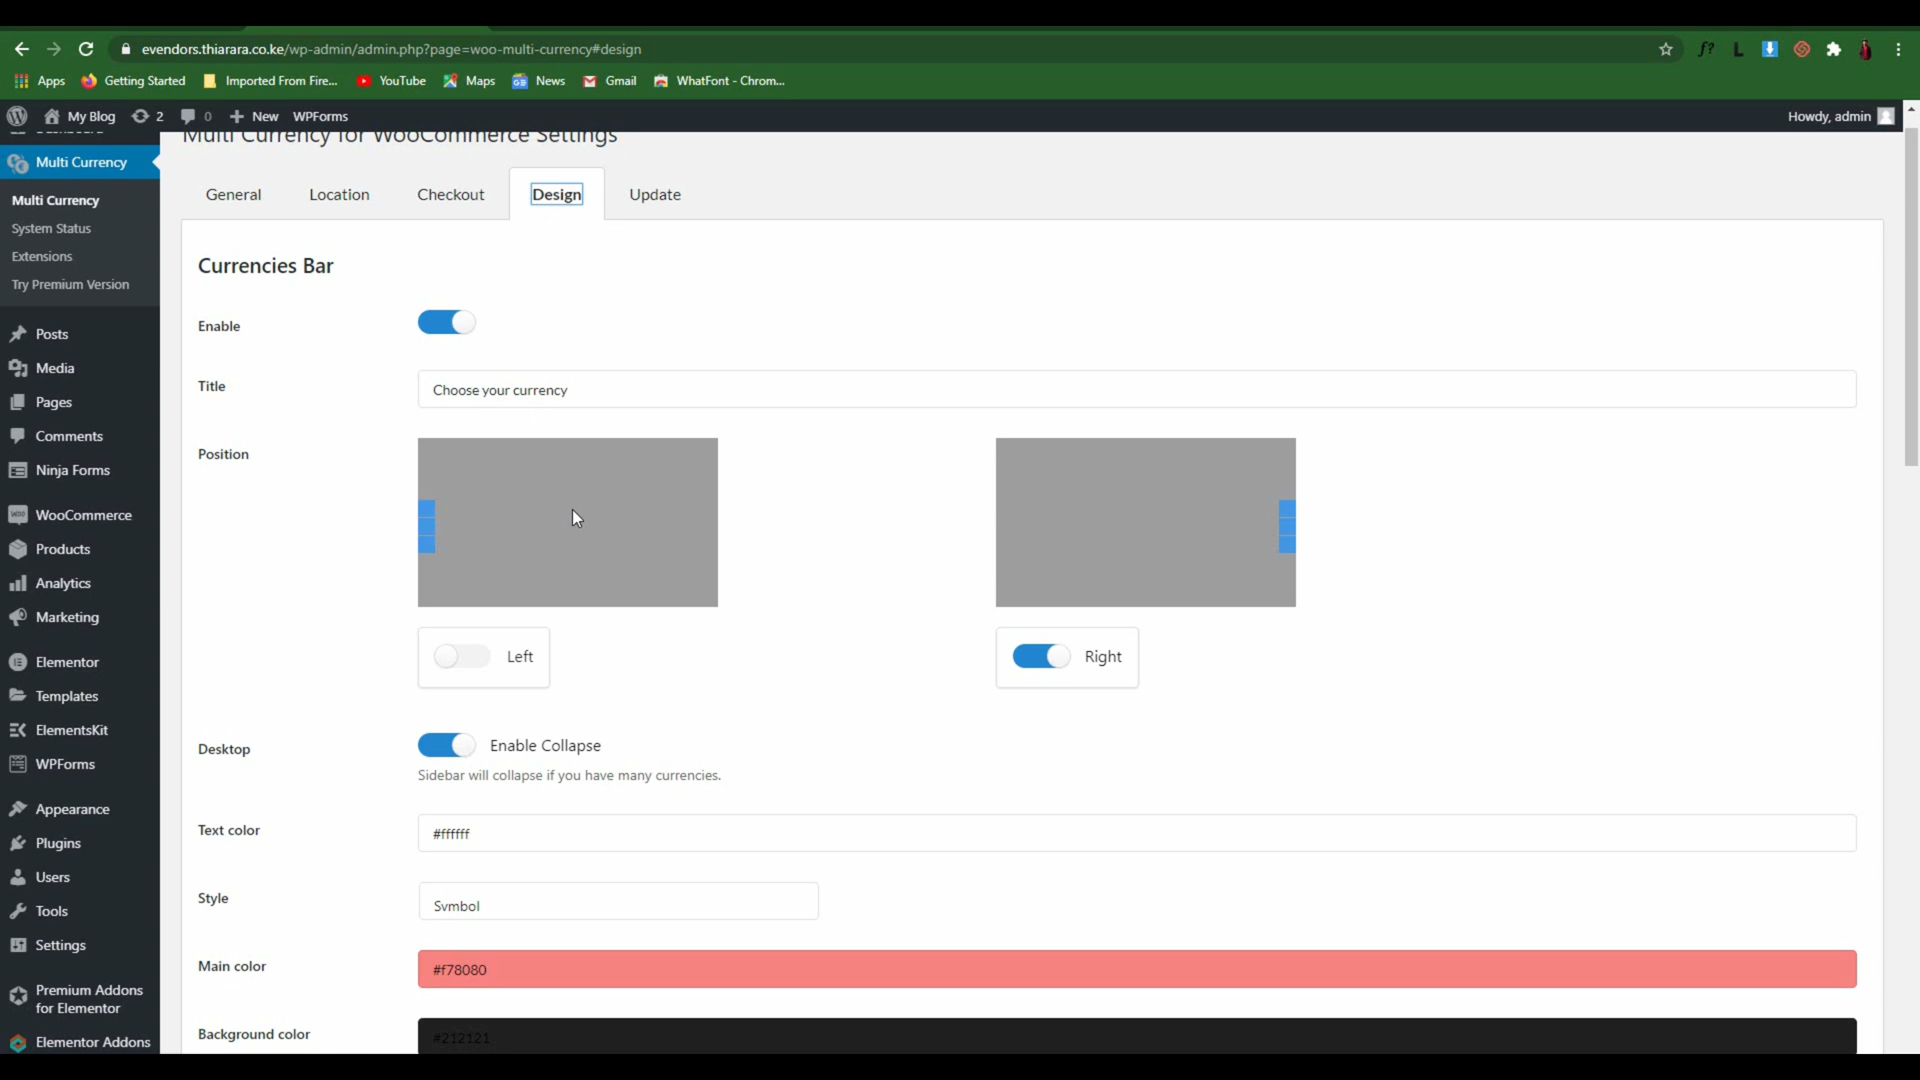 evendors.thiarara.co.ke/wp-admin/admin.php?page=woo-multi-currency#design
f?
L
Apps
Getting Started
Imported From Fire...
YouTube
Maps
News
Gmail
WhatFont - Chrom...
My Blog
2
0
New
WPForms
Howdy, admin
Multi Currency for WooCommerce Settings
Multi Currency
Multi Currency
System Status
Extensions
Try Premium Version
Posts
Media
Pages
Comments
Ninja Forms
WooCommerce
Products
Analytics
Marketing
Elementor
Templates
ElementsKit
WPForms
Appearance
Plugins
Users
Tools
Settings
Premium Addons
for Elementor
Elementor Addons
General
Location
Checkout
Design
Update
Currencies Bar
Enable
Title
Choose your currency
Position
Left
Right
Desktop
Enable Collapse
Sidebar will collapse if you have many currencies.
Text color
#ffffff
Style
Symbol
Main color
#f78080
Background color
#212121